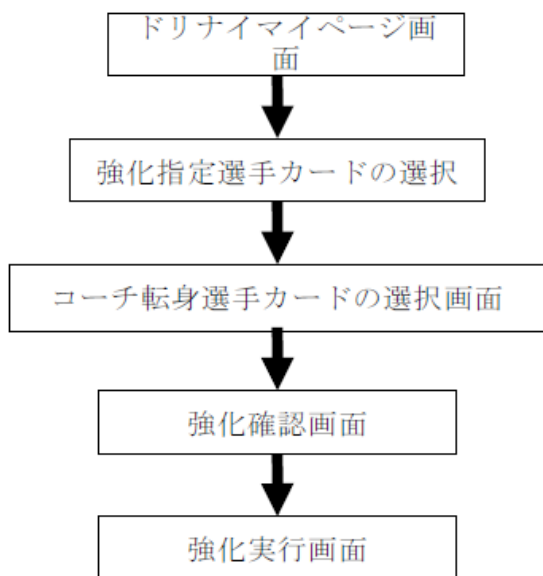 ドリナイマイページ画
面
強化指定選手カードの選択
コーチ転身選手カードの選択画面
強化確認画面
強化実行画面